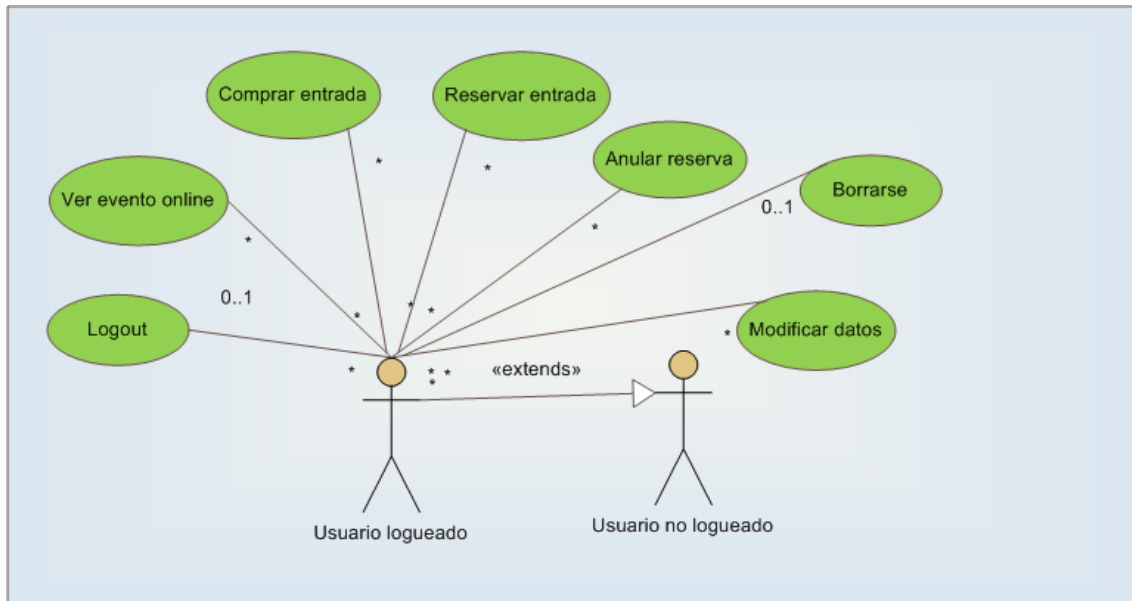 Comprar entrada
Reservar entrada
*
*
Anular reserva
Ver evento online
Borrarse
0..1
*
*
0..1
*
*
*
Logout
Modificar datos
*
*
* *
*
«extends»
Usuario logueado
Usuario no logueado